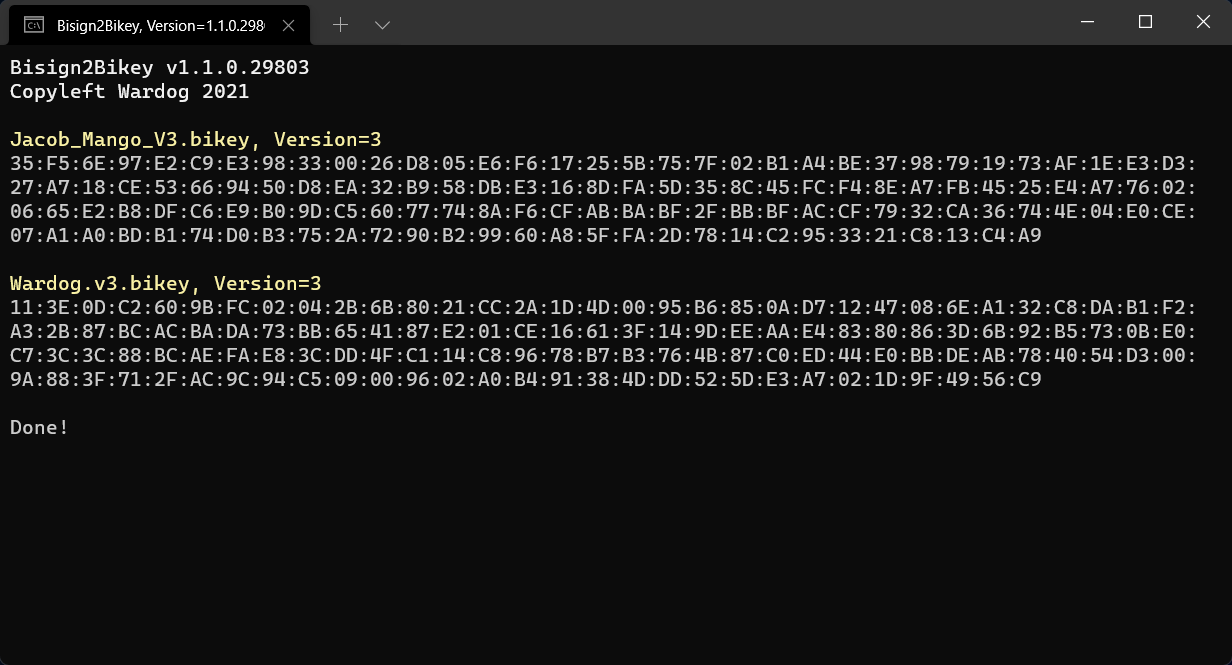 Bisign2Bikey, Version=1.1.0.298
Bisign2Bikey v1.1.0.29803
Copyleft Wardog 2021
Jacob_Mango_V3.bikey, Version=3
35:F5:6E:97:E2:C9:E3:98:33:00:26:D8:05:E6:F6:17:25:5B:75:7F:02:B1:A4:BE:37:98:79:19:73:AF:1E:E3:D3:
27:A7:18:CE:53:66:94:50:D8:EA:32:B9:58:DB:E3:16:8D:FA:5D:35:8C:45:FC:F4:8E:A7:FB:45:25:E4:A7:76:02:
06:65:E2:B8:DF:C6:E9:B0:9D:C5:60:77:74:8A:F6:CF:AB:BA:BF:2F:BB:BF:AC:CF:79:32:CA:36:74:4E:04:E0:CE:
07:A1:A0:BD:B1:74:D0:B3:75:2A:72:90:B2:99:60:A8:5F:FA:2D:78:14:C2:95:33:21:C8:13:C4:A9
Wardog.v3.bikey, Version=3
11:3E:0D:C2:60:9B:FC:02:04:2B:6B:80:21:CC:2A:1D:4D:00:95:B6:85:0A:D7:12:47:08:6E:A1:32:C8:DA:B1:F2:
A3:2B:87:BC:AC:BA:DA:73:BB:65:41:87:E2:01:CE:16:61:3F:14:9D:EE:AA:E4:83:80:86:3D:6B:92:B5:73:0B:E0:
C7:3C:3C:88:BC:AE:FA:E8:3C:DD:4F:C1:14:C8:96:78:B7:B3:76:4B:87:C0:ED:44:E0:BB:DE:AB:78:40:54:D3:00:
9A:88:3F:71:2F:AC:9C:94:C5:09:00:96:02:A0:B4:91:38:4D:DD:52:5D:E3:A7:02:1D:9F:49:56:C9
Done!